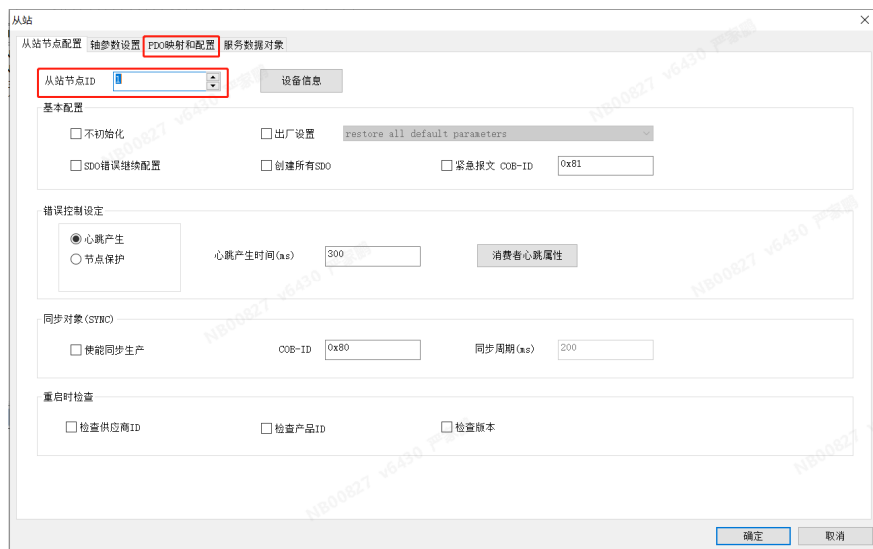 从站
从站节点配置 轴参数设置 PDO映射和配置 服务数据对象
从站节点ID 1 设备信息
基本配置
不初始化 出厂设置 restore all default parameters
SDO错误继续配置 创建所有SDO 紧急报文 COB-ID 0x81
错误控制设定
心跳产生
节点保护
心跳产生时间(ms) 300 消费者心跳属性
同步对象(SYNC)
使能同步生产 COB-ID 0x80 同步周期(ms) 200
重启时检查
检查供应商ID 检查产品ID 检查版本
确定 取消
NB00827 v6430